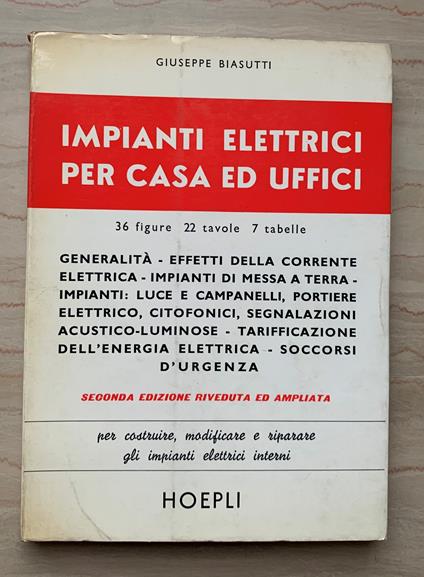 GIUSEPPE BIASUTTI
IMPIANTI ELETTRICI
PER CASA ED UFFICI
36 figure 22 tavole 7 tabelle
GENERALITÀ - EFFETTI DELLA CORRENTE
ELETTRICA - IMPIANTI DI MESSA A TERRA -
IMPIANTI: LUCE E CAMPANELLI, PORTIERE
ELETTRICO, CITOFONICI, SEGNALAZIONI
ACUSTICO-LUMINOSE - TARIFFICAZIONE
DELL'ENERGIA ELETTRICA - SOCCORSI
D'URGENZA
SECONDA EDIZIONE RIVEDUTA ED AMPLIATA
per costruire, modificare e riparare
gli impianti elettrici interni
HOEPLI